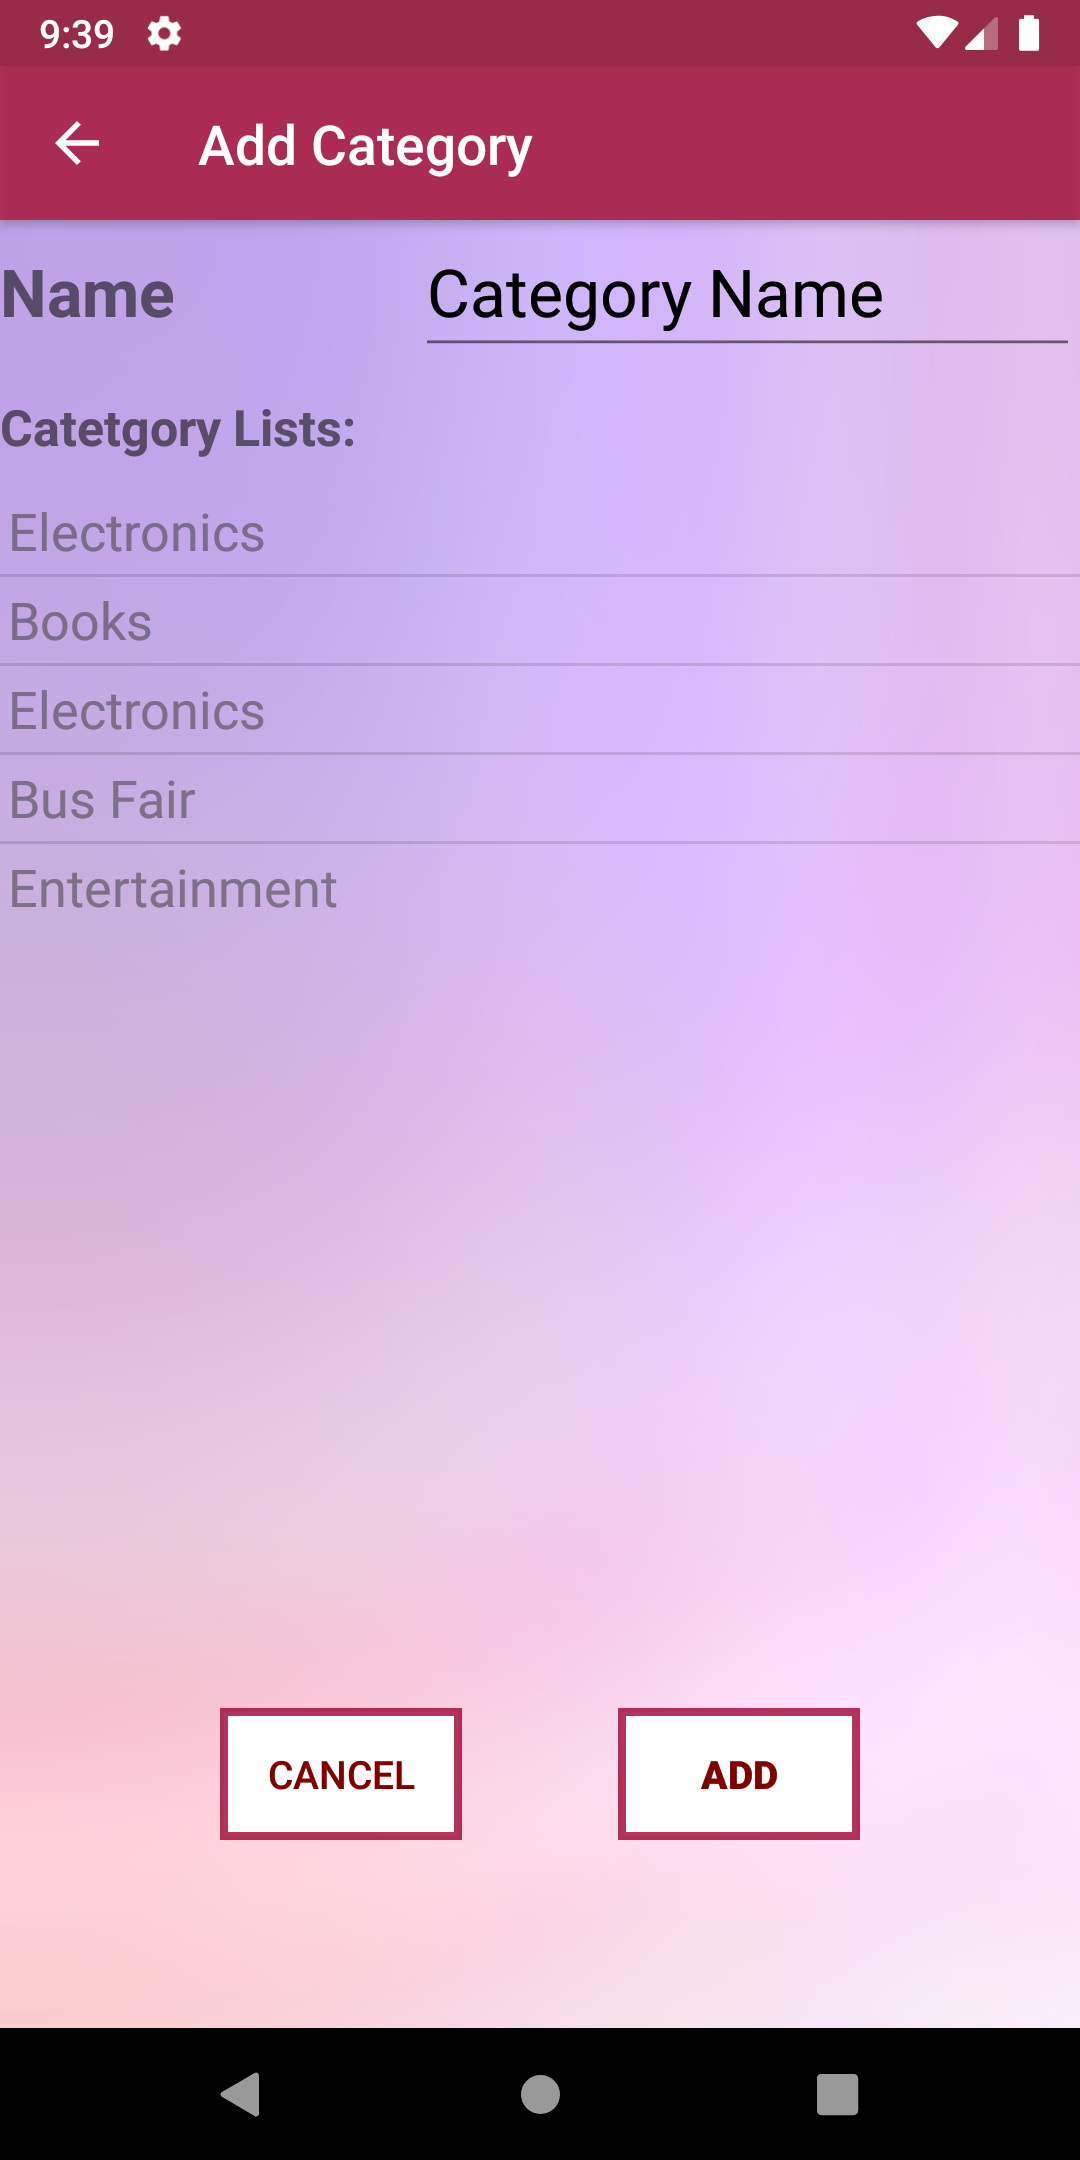 9:39
Add Category
Name
Category Name
Catetgory Lists:
Electronics
Books
Electronics
Bus Fair
Entertainment
CANCEL
ADD